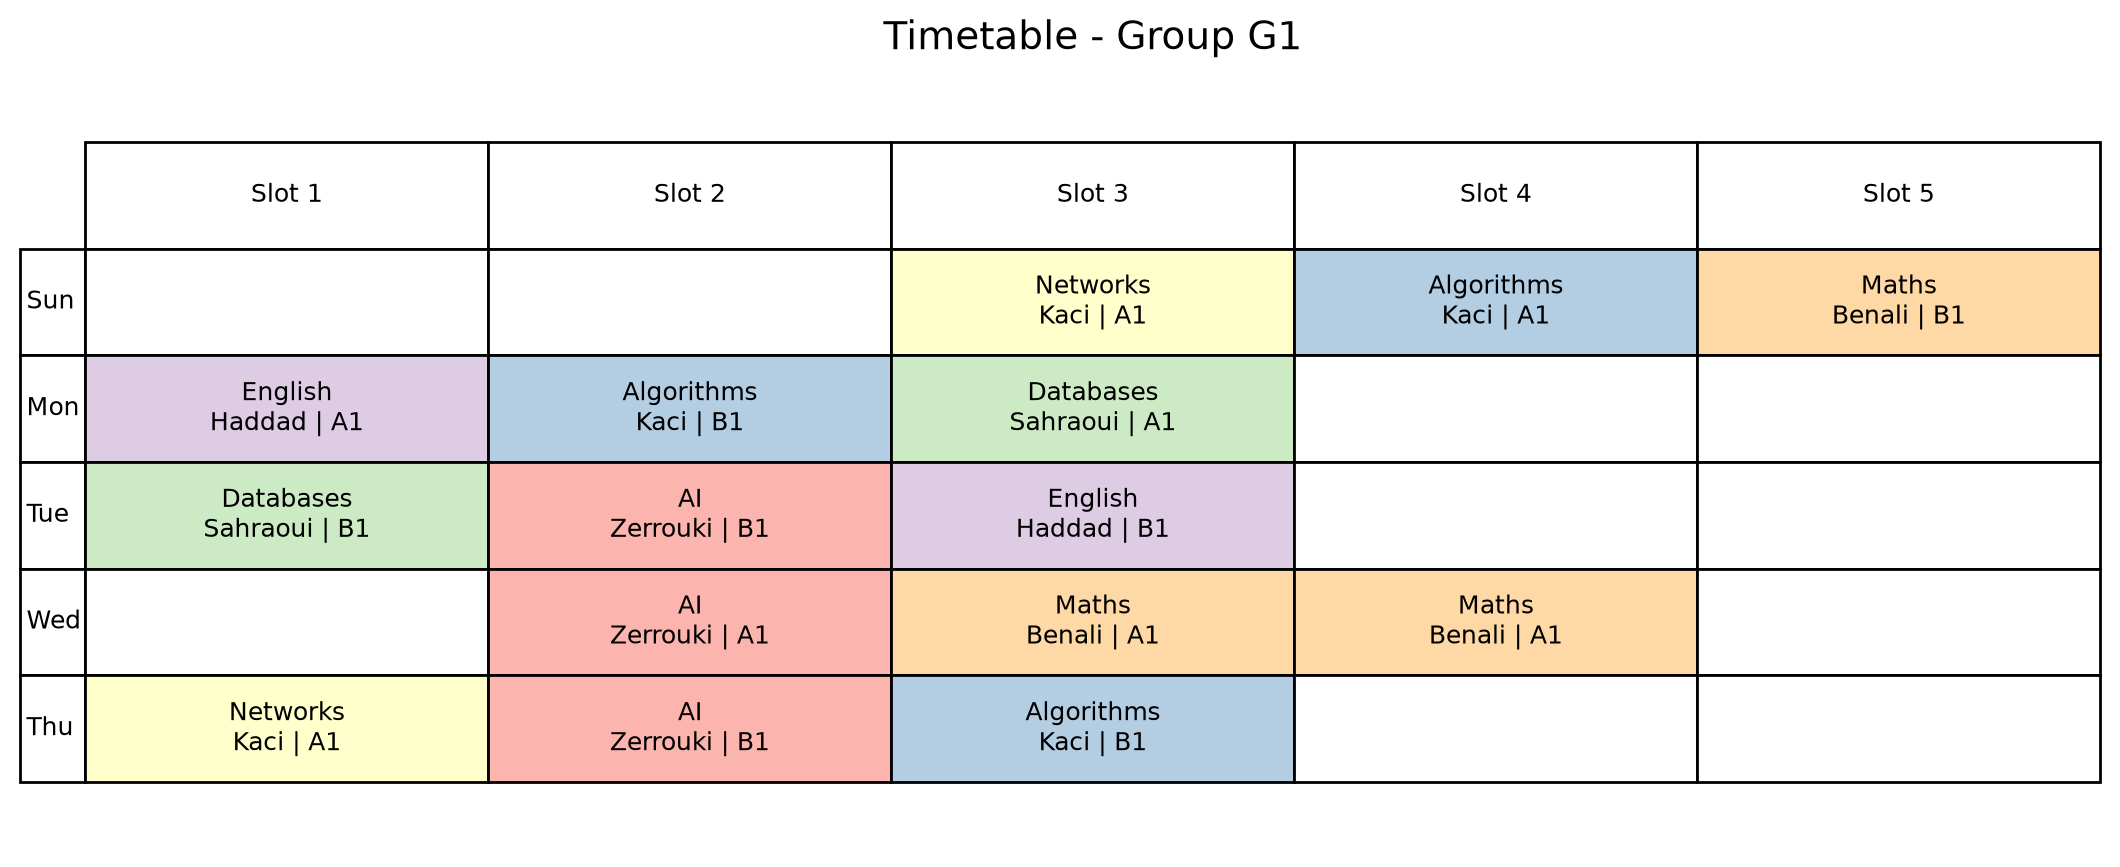 Timetable - Group G1
Slot 1
Slot 2
Slot 3
Slot 4
Slot 5
Sun
Networks
Kaci | A1
Algorithms
Kaci | A1
Maths
Benali | B1
Mon
English
Haddad | A1
Algorithms
Kaci | B1
Databases
Sahraoui | A1
Tue
Databases
Sahraoui | B1
AI
Zerrouki | B1
English
Haddad | B1
Wed
AI
Zerrouki | A1
Maths
Benali | A1
Maths
Benali | A1
Thu
Networks
Kaci | A1
AI
Zerrouki | B1
Algorithms
Kaci | B1